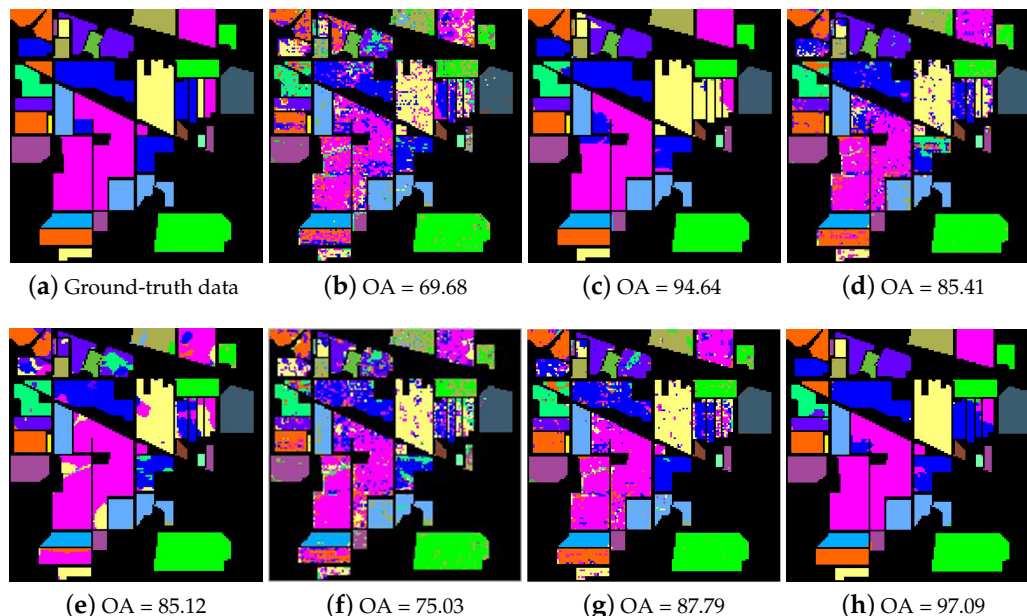 (a) Ground-truth data
(b) OA = 69.68
(c) OA = 94.64
(d) OA = 85.41
(e) OA = 85.12
(f) OA = 75.03
(g) OA = 87.79
(h) OA = 97.09